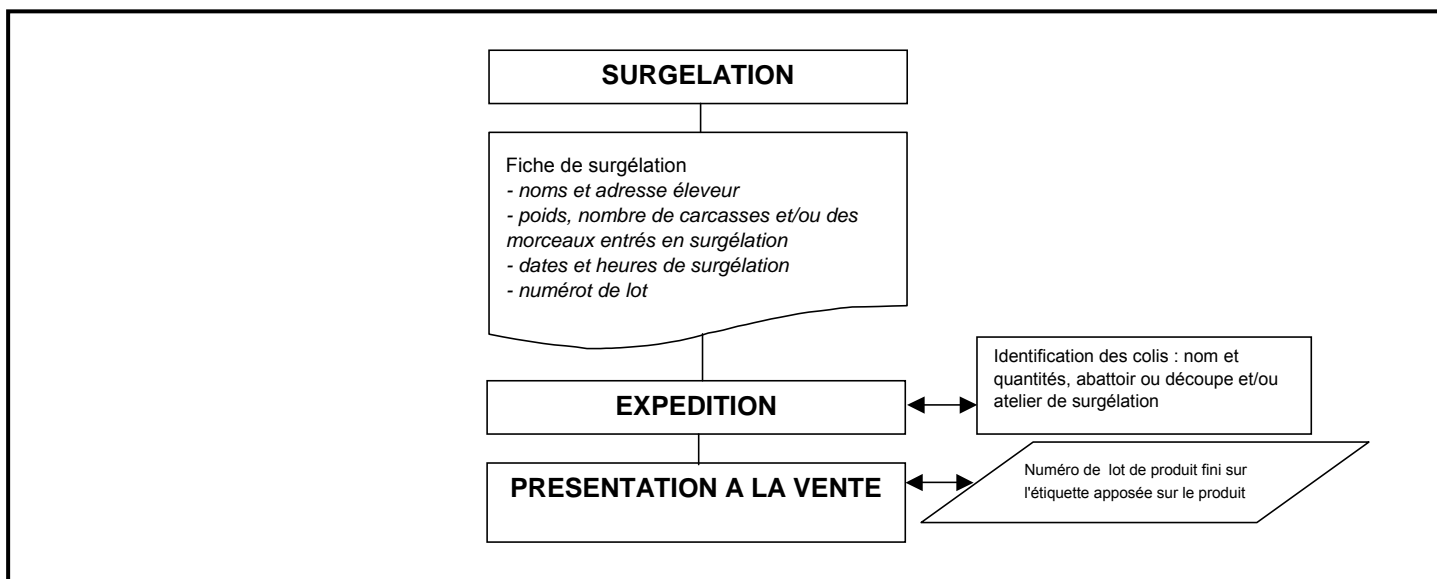 SURGELATION
Fiche de surgélation
- noms et adresse éleveur
- poids, nombre de carcasses et/ou des
morceaux entrés en surgélation
- dates et heures de surgélation
- numérot de lot
EXPEDITION
Identification des colis : nom et
quantités, abattoir ou découpe et/ou
atelier de surgélation
PRESENTATION A LA VENTE
Numéro de lot de produit fini sur
l'étiquette apposée sur le produit